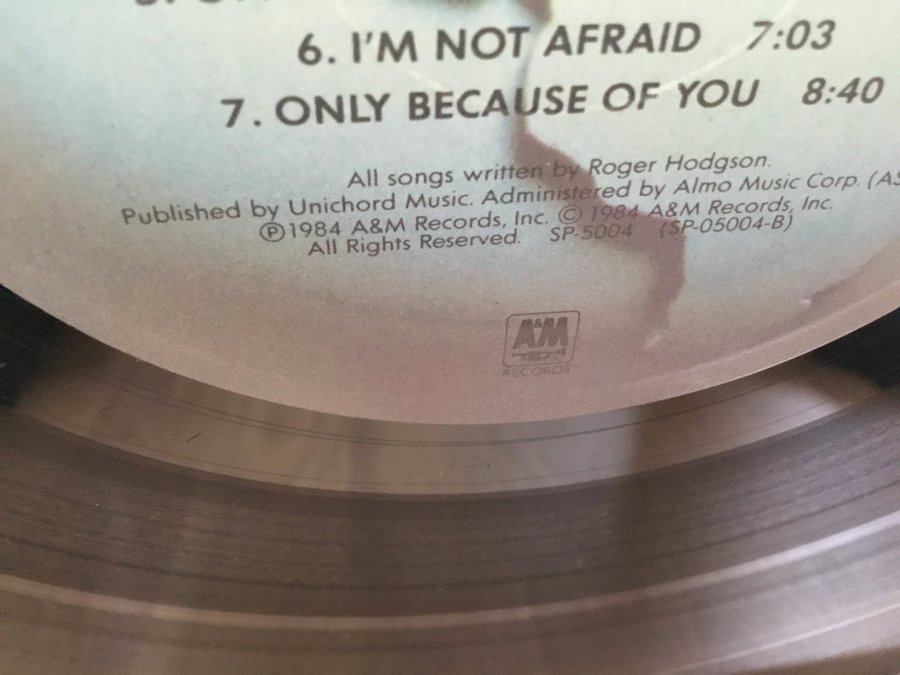 6. I'M NOT AFRAID 7:03
7. ONLY BECAUSE OF YOU 8:40
All songs written by Roger Hodgson.
Published by Unichord Music. Administered by Almo Music Corp. (AS
℗1984 A&M Records, Inc. © 1984 A&M Records, Inc.
All Rights Reserved. SP-5004 (SP-05004-B)
A&M
RECORDS